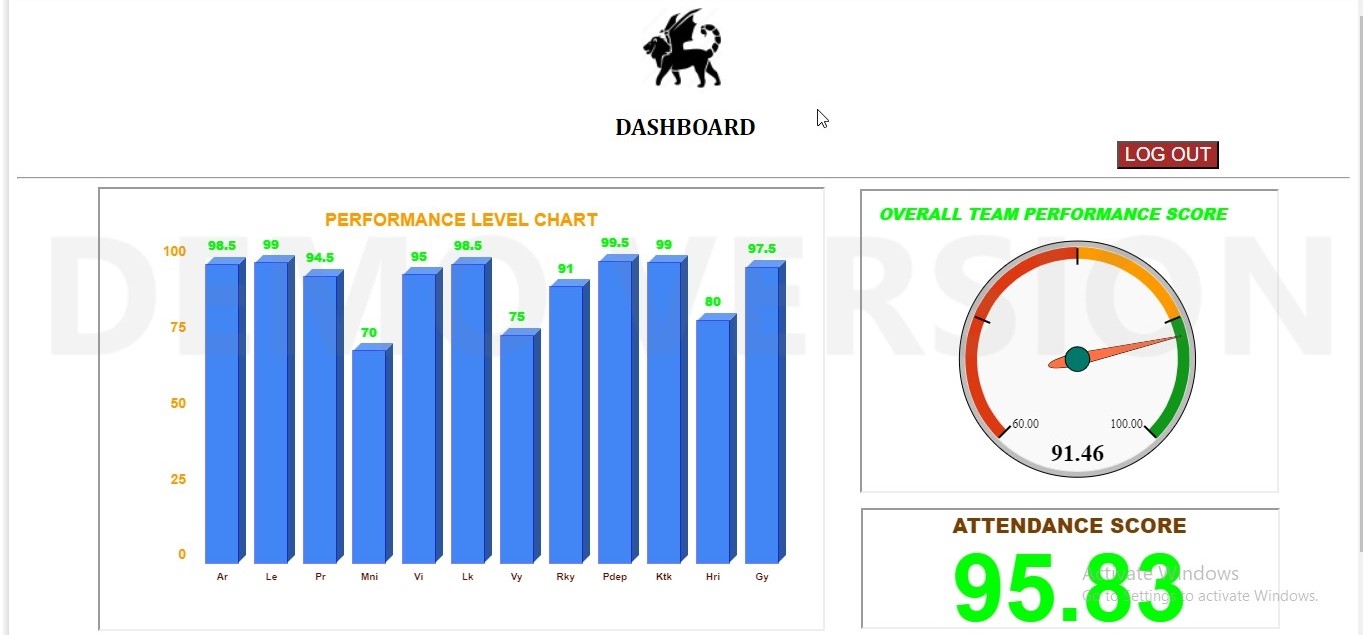 DASHBOARD
LOG OUT
DEMO VERSION
PERFORMANCE LEVEL CHART
100
75
50
25
0
98.5 99 94.5 70 95 98.5 75 91 99.5 99 80 97.5
Ar Le Pr Mni Vi Lk Vy Rky Pdep Ktk Hri Gy
OVERALL TEAM PERFORMANCE SCORE
60.00 100.00
91.46
ATTENDANCE SCORE
95.83
Activate Windows
Go to Settings to activate Windows.